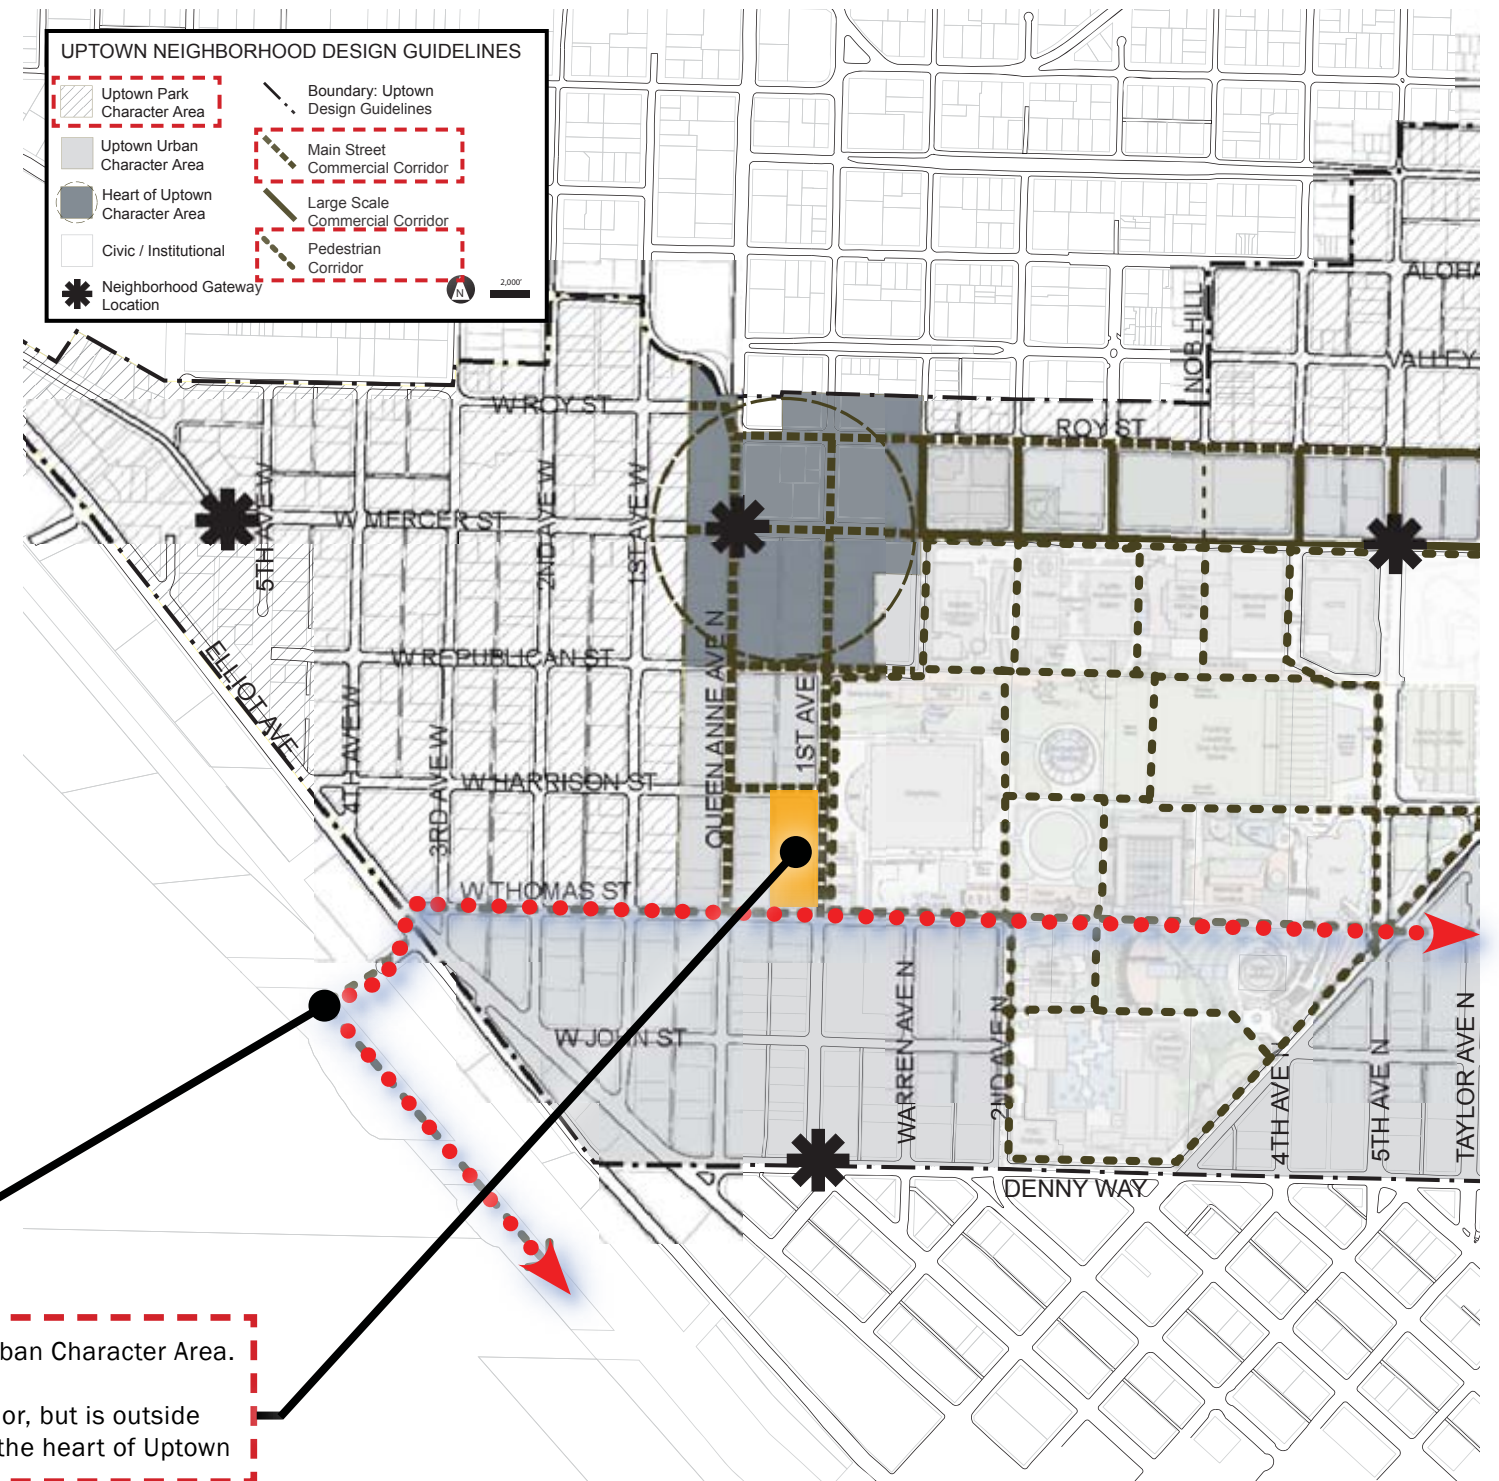 UPTOWN NEIGHBORHOOD DESIGN GUIDELINES
Uptown Park
Character Area
Uptown Urban
Character Area
Heart of Uptown
Character Area
Civic / Institutional
Neighborhood Gateway
Location
Boundary: Uptown
Design Guidelines
Main Street
Commercial Corridor
Large Scale
Commercial Corridor
Pedestrian
Corridor
N
2,000'
ALOHA
NOB HILL
VALLEY
W ROY ST
ROY ST
5TH AVE W
2ND AVE W
1ST AVE W
W MERCER ST
W REPUBLICAN ST
ELLIOT AVE
QUEEN ANNE AVE N
1ST AVE N
4TH AVE W
3RD AVE W
W HARRISON ST
W THOMAS ST
W JOHN ST
WARREN AVE N
2ND AVE N
4TH AVE N
5TH AVE N
TAYLOR AVE N
DENNY WAY
ban Character Area.
or, but is outside
the heart of Uptown